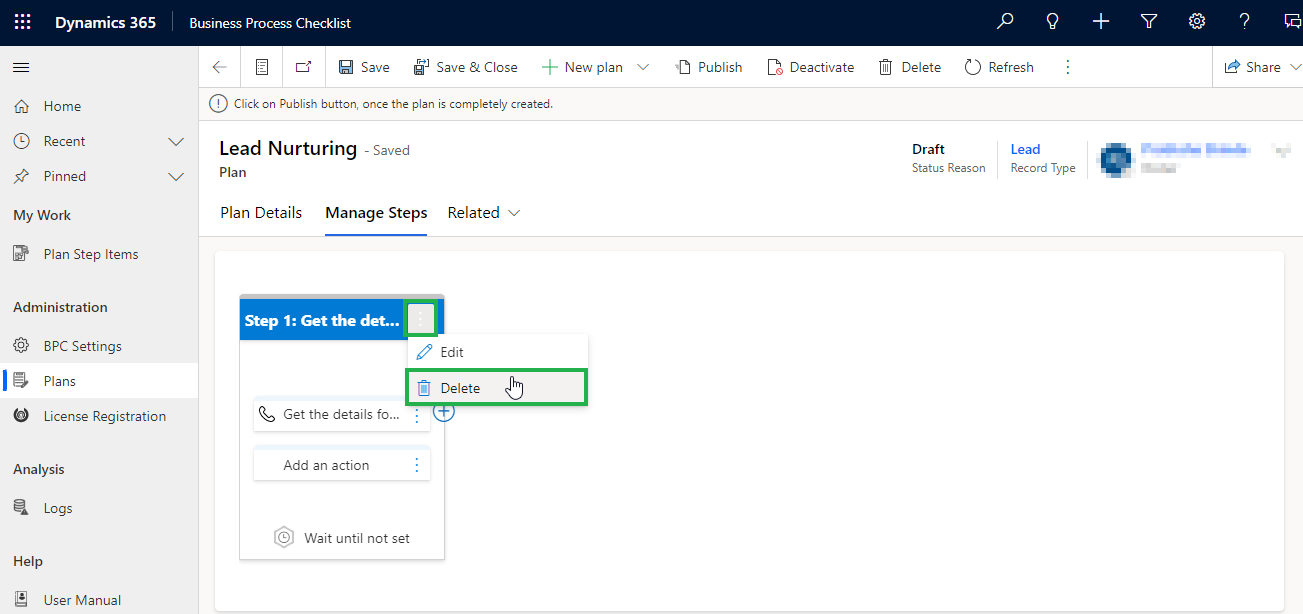 Dynamics 365 Business Process Checklist
Save Save & Close New plan Publish Deactivate Delete Refresh Share
Click on Publish button, once the plan is completely created.
Home
Recent
Pinned
My Work
Plan Step Items
Administration
BPC Settings
Plans
License Registration
Analysis
Logs
Help
User Manual
Lead Nurturing - Saved
Plan
Draft
Status Reason
Lead
Record Type
Plan Details Manage Steps Related
Step 1: Get the det...
Edit
Delete
Get the details fo...
Add an action
Wait until not set